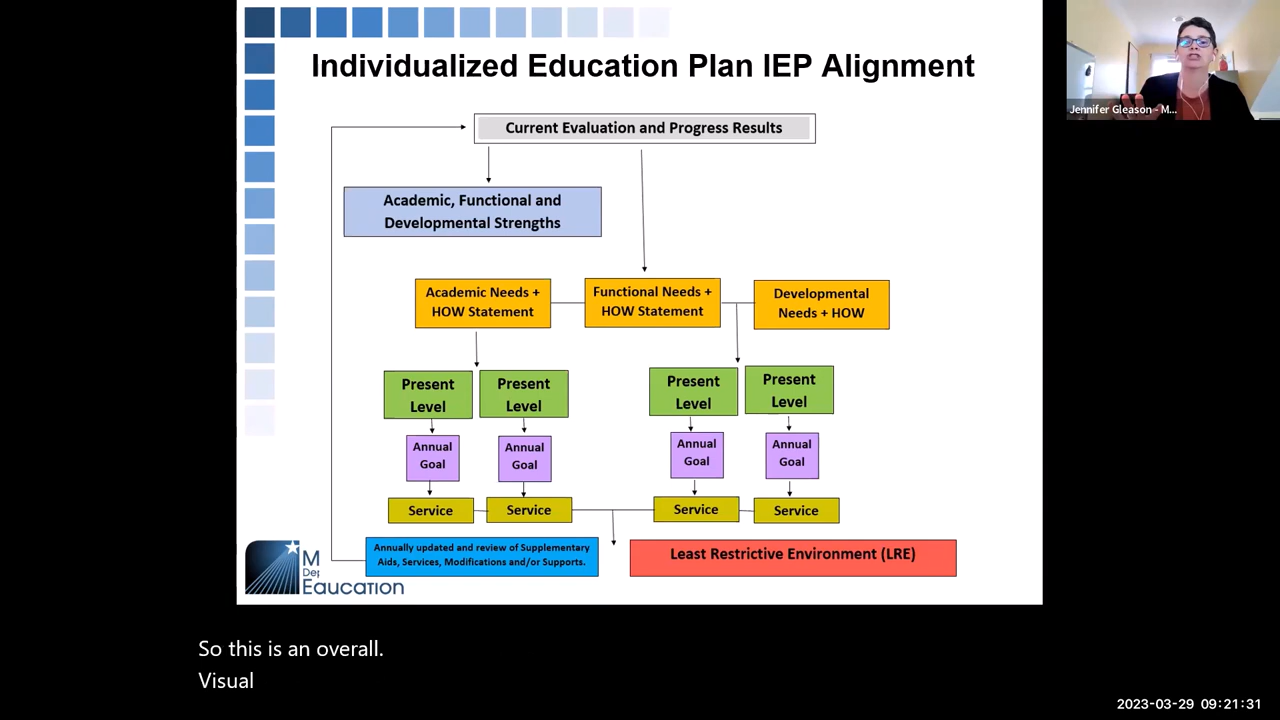 Individualized Education Plan IEP Alignment
Jennifer Gleason - M...
Current Evaluation and Progress Results
Academic, Functional and
Developmental Strengths
Academic Needs +
HOW Statement
Functional Needs +
HOW Statement
Developmental
Needs + HOW
Present
Level
Present
Level
Present
Level
Present
Level
Annual
Goal
Annual
Goal
Annual
Goal
Annual
Goal
Service
Service
Service
Service
Annually updated and review of Supplementary
Aids, Services, Modifications and/or Supports.
Least Restrictive Environment (LRE)
M
Education
So this is an overall.
Visual
2023-03-29 09:21:31